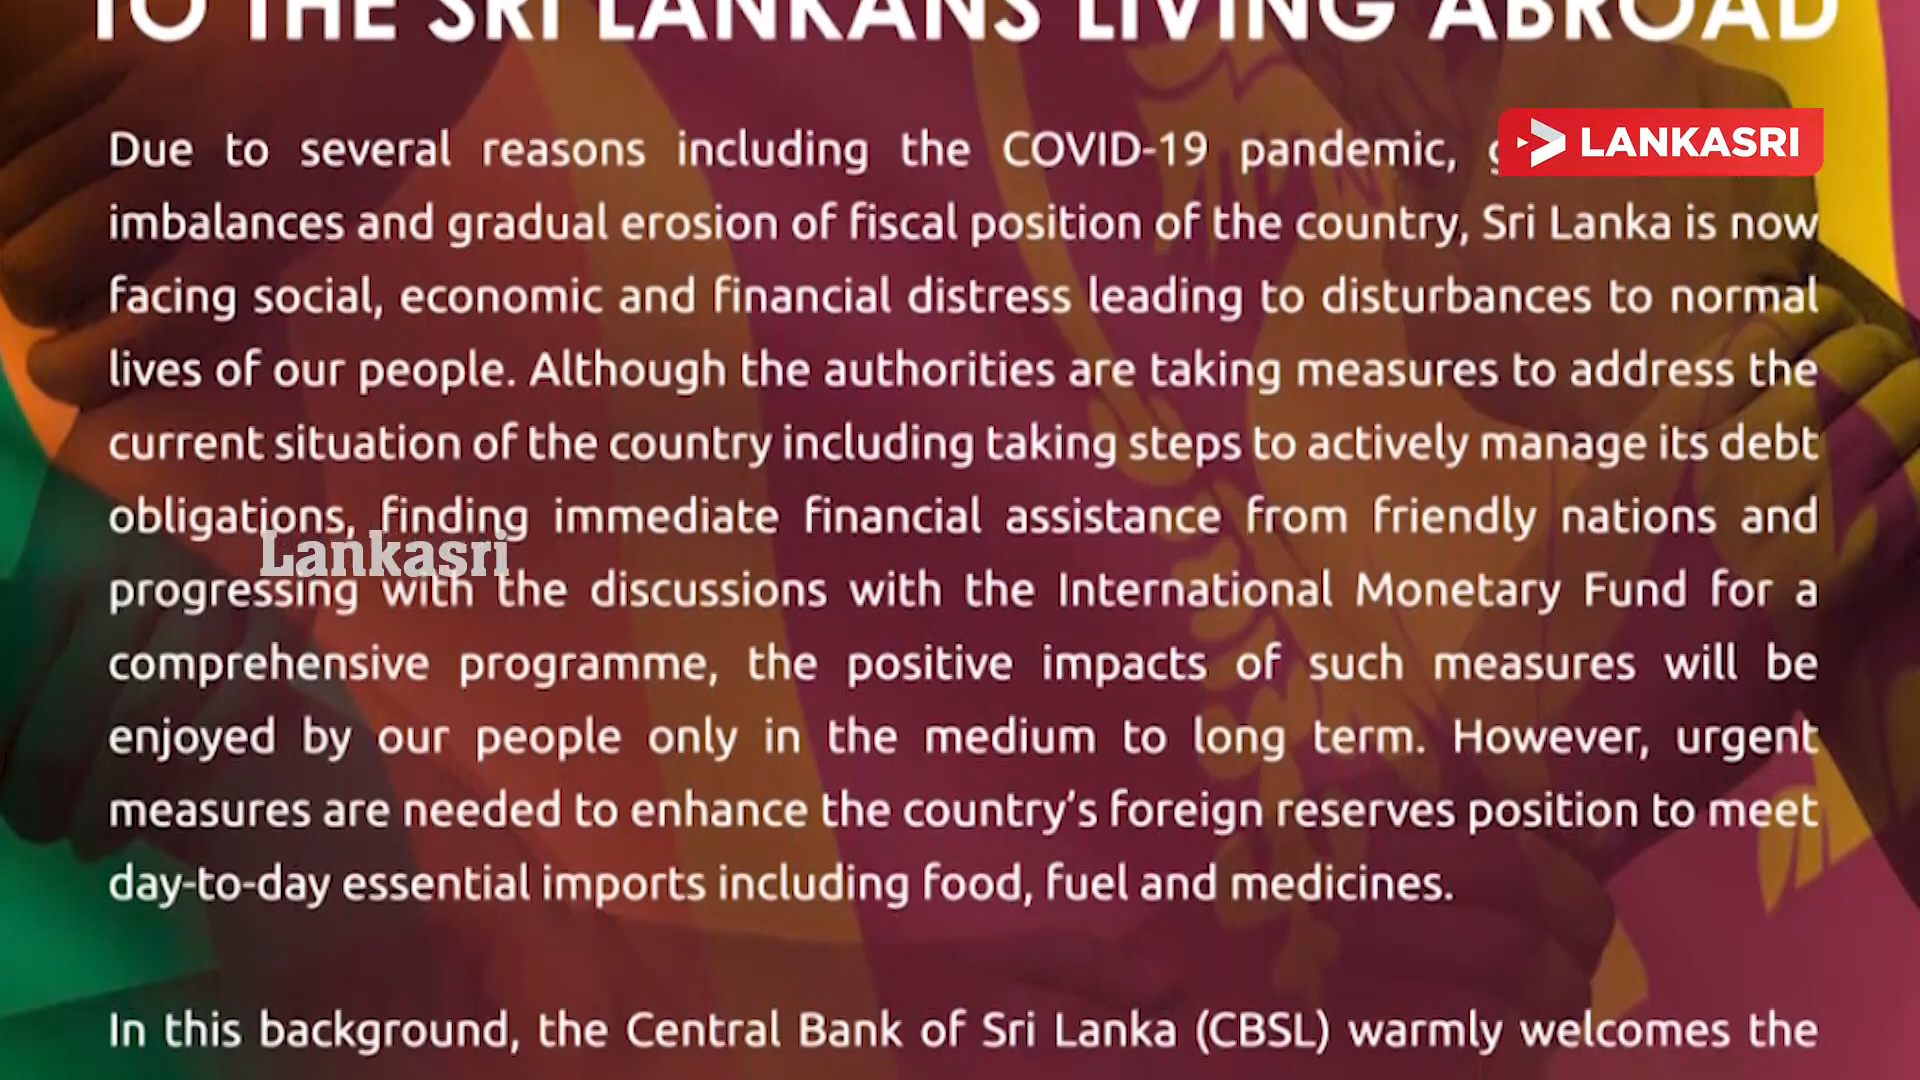 TO THE SRI LANKANS LIVING ABROAD
LANKASRI
Due to several reasons including the COVID-19 pandemic,
imbalances and gradual erosion of fiscal position of the country, Sri Lanka is now
facing social, economic and financial distress leading to disturbances to normal
lives of our people. Although the authorities are taking measures to address the
current situation of the country including taking steps to actively manage its debt
obligations, finding immediate financial assistance from friendly nations and
Lankasri
progressing with the discussions with the International Monetary Fund for a
comprehensive programme, the positive impacts of such measures will be
enjoyed by our people only in the medium to long term. However, urgent
measures are needed to enhance the country’s foreign reserves position to meet
day-to-day essential imports including food, fuel and medicines.
In this background, the Central Bank of Sri Lanka (CBSL) warmly welcomes the